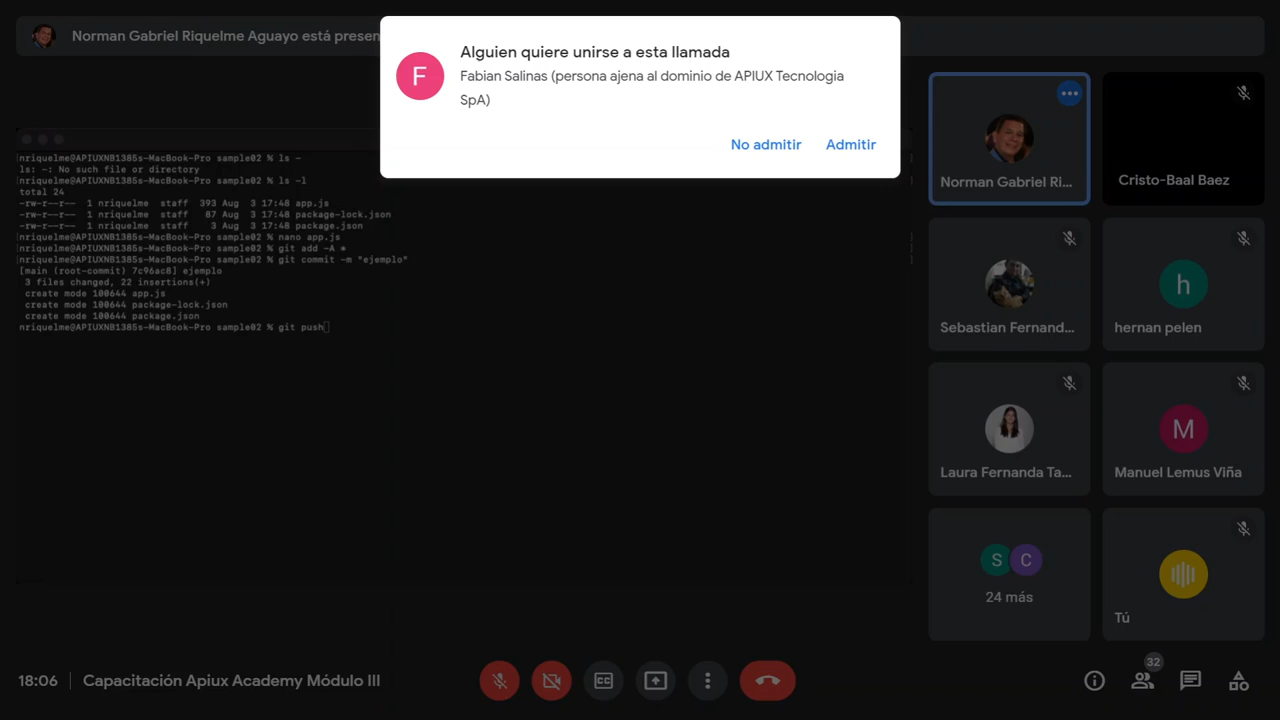 Norman Gabriel Riquelme Aguayo está presen
Alguien quiere unirse a esta llamada
F
Fabian Salinas (persona ajena al dominio de APIUX Tecnologia
SpA)
No admitir
Admitir
nriquelme@APIUXNB1385s-MacBook-Pro sample02 % ls -
ls: -: No such file or directory
nriquelme@APIUXNB1385s-MacBook-Pro sample02 % ls -l
total 24
-rw-r--r-- 1 nriquelme staff 393 Aug 3 17:48 app.js
-rw-r--r-- 1 nriquelme staff 87 Aug 3 17:48 package-lock.json
-rw-r--r-- 1 nriquelme staff 3 Aug 3 17:48 package.json
nriquelme@APIUXNB1385s-MacBook-Pro sample02 % nano app.js
nriquelme@APIUXNB1385s-MacBook-Pro sample02 % git add -A *
nriquelme@APIUXNB1385s-MacBook-Pro sample02 % git commit -m "ejemplo"
[main (root-commit) 7c96ac8] ejemplo
3 files changed, 22 insertions(+)
create mode 100644 app.js
create mode 100644 package-lock.json
create mode 100644 package.json
nriquelme@APIUXNB1385s-MacBook-Pro sample02 % git push
Norman Gabriel Ri...
Cristo-Baal Baez
Sebastian Fernand...
h
hernan pelen
Laura Fernanda Ta...
M
Manuel Lemus Viña
S C
24 más
Tú
18:06
Capacitación Apiux Academy Módulo III
CC
32